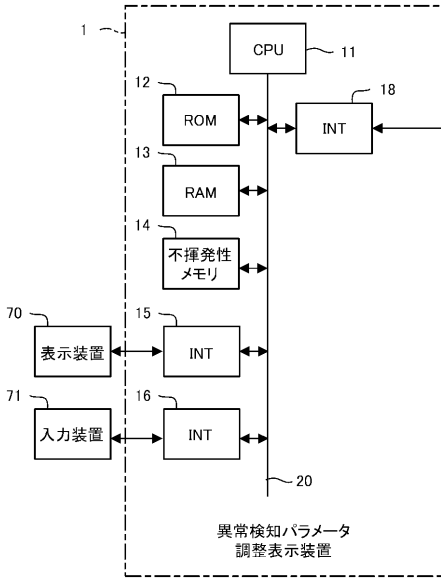 1
CPU
11
12
ROM
18
INT
13
RAM
14
不揮発性
メモリ
70
表示装置
15
INT
71
入力装置
16
INT
20
異常検知パラメータ
調整表示装置